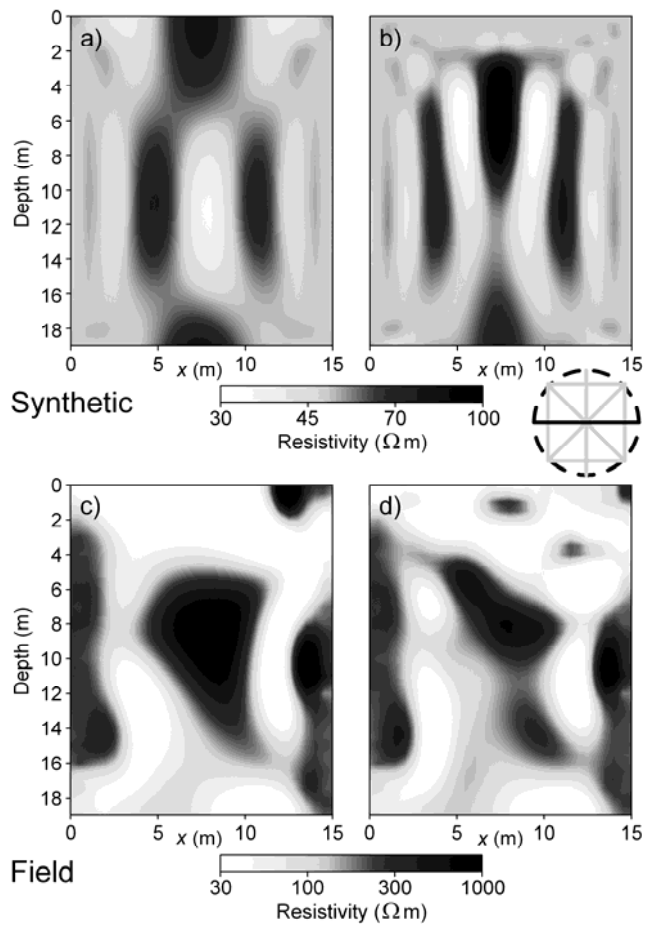 a)
b)
0
2
4
6
8
10
12
14
16
18
Depth (m)
0 5 10 15
x (m)
0 5 10 15
x (m)
Synthetic
30 45 70 100
Resistivity (Ω m)
c)
d)
0
2
4
6
8
10
12
14
16
18
Depth (m)
0 5 10 15
x (m)
0 5 10 15
x (m)
Field
30 100 300 1000
Resistivity (Ω m)